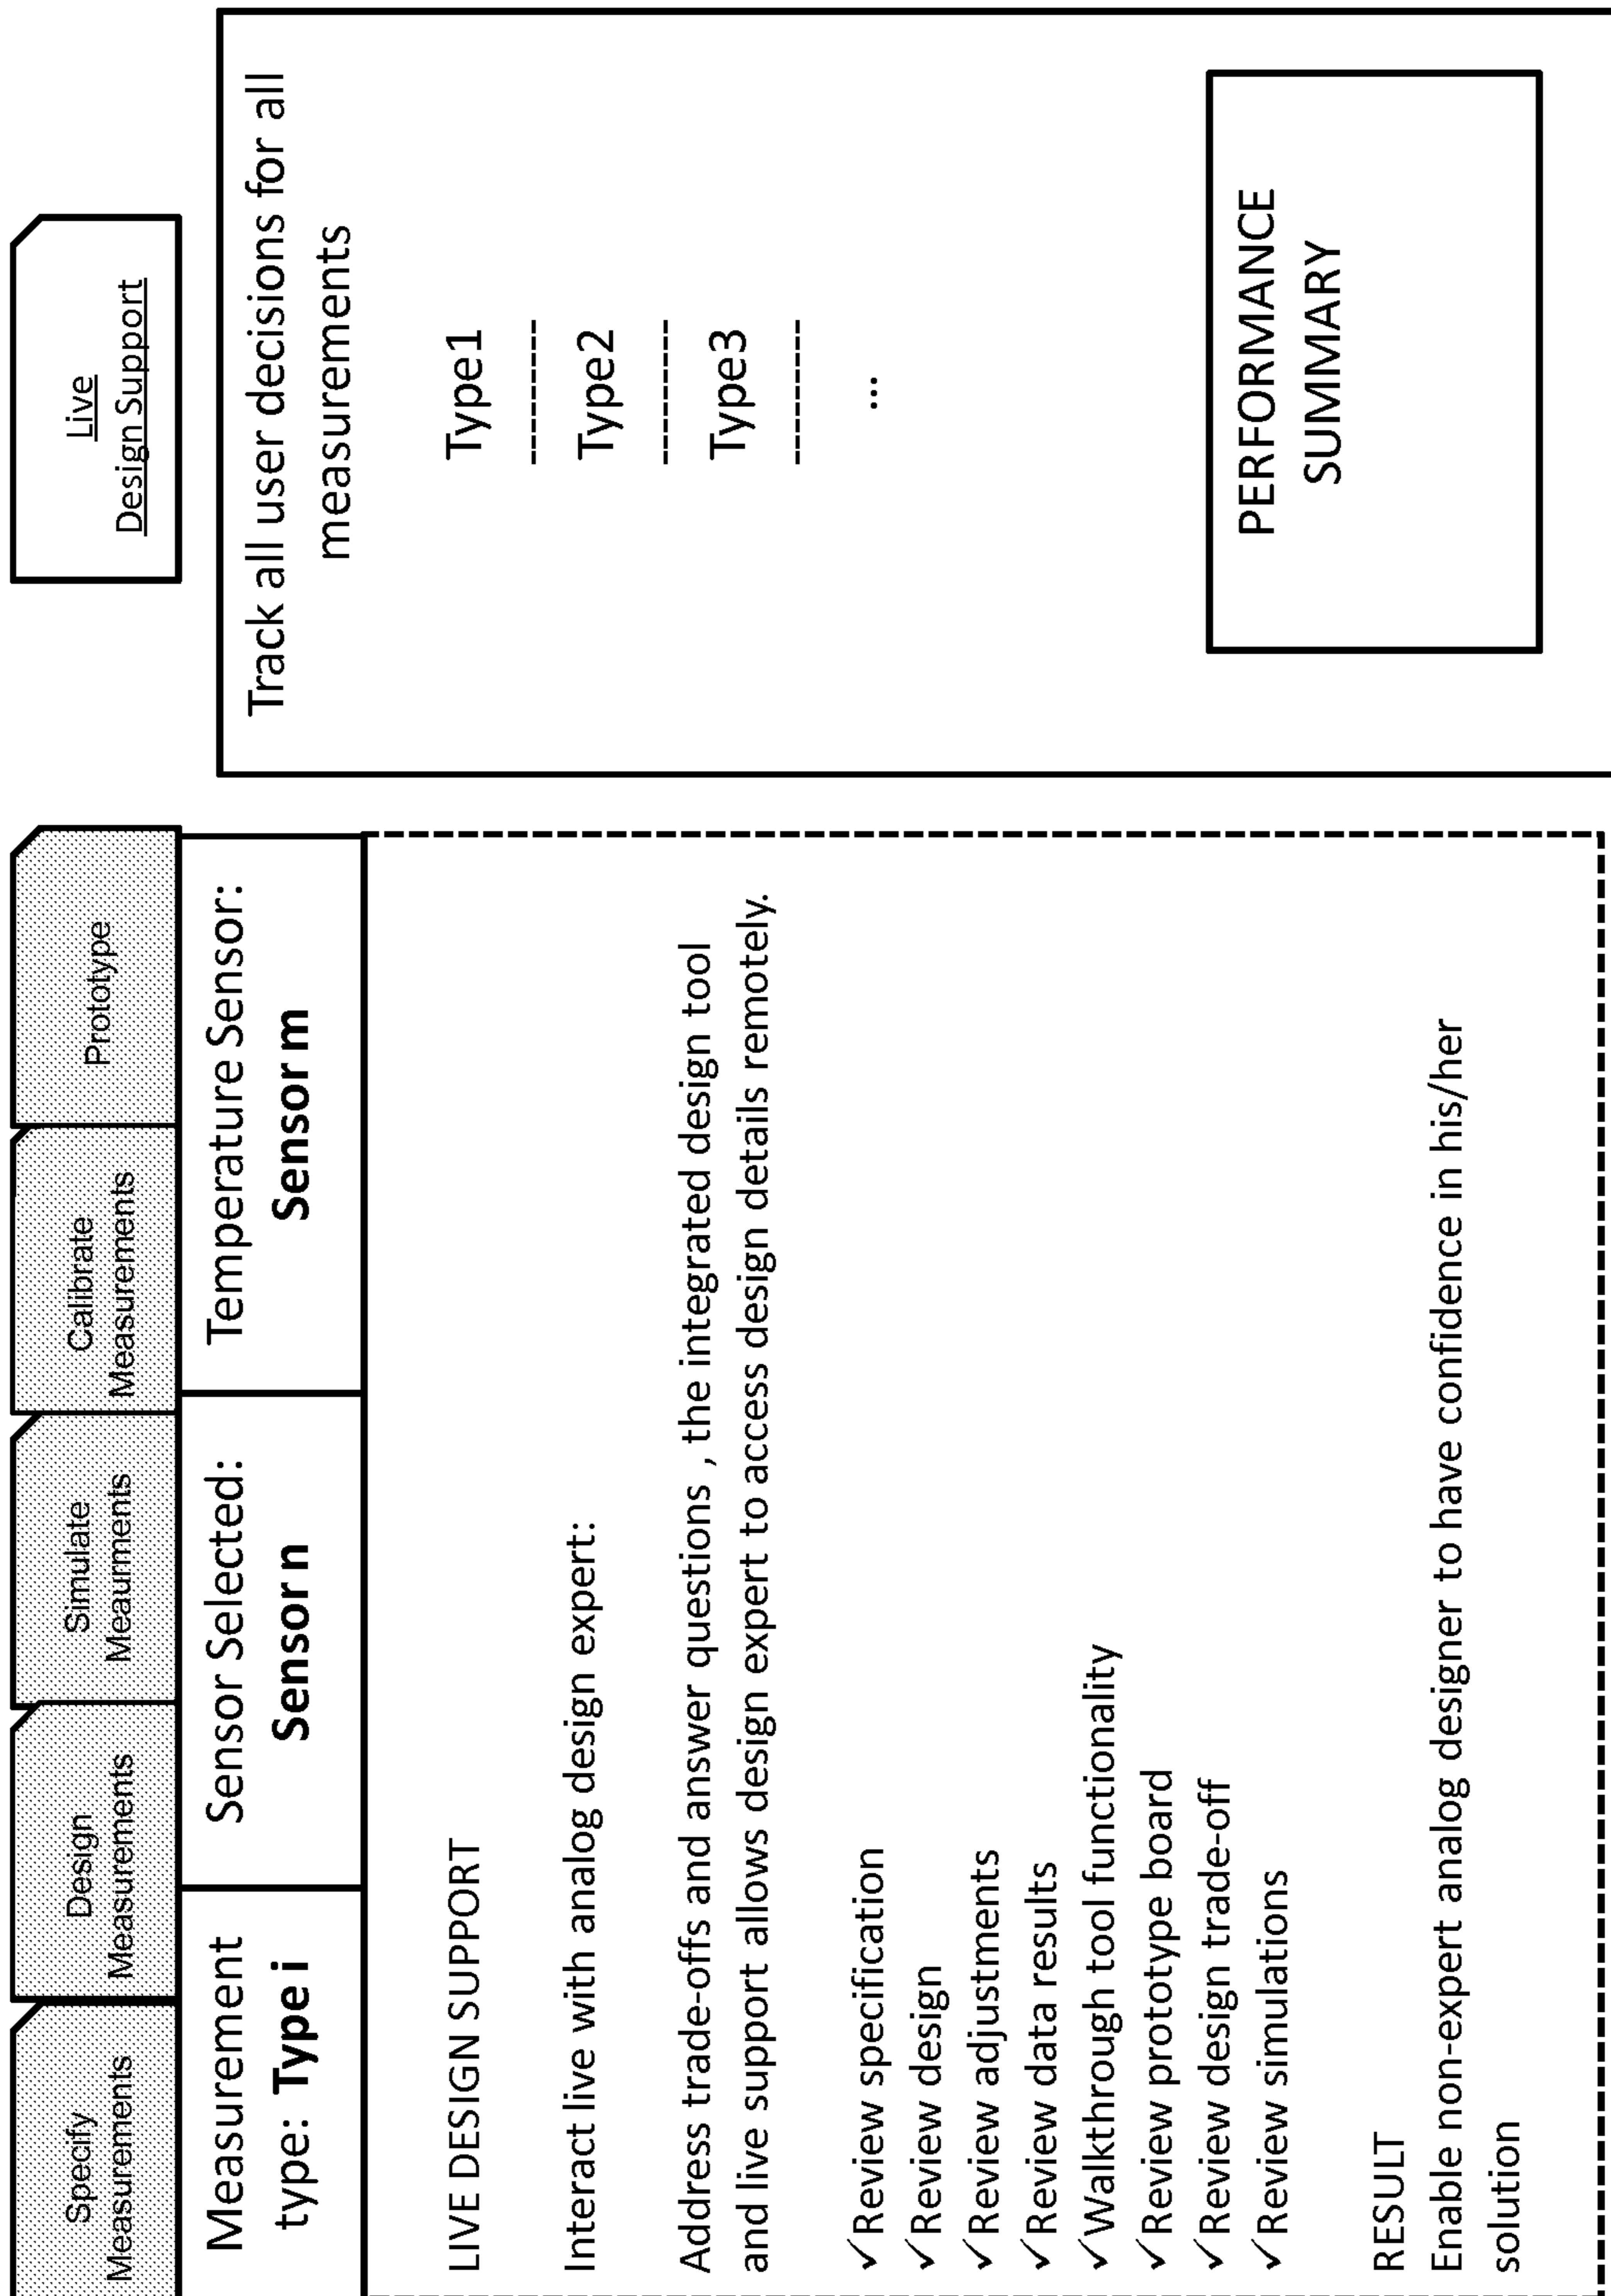 Specify
Measurements
Design
Measurements
Simulate
Meaurments
Calibrate
Measurements
Prototype
Live
Design Support
Measurement
type: Type i
Sensor Selected:
Sensor n
Temperature Sensor:
Sensor m
LIVE DESIGN SUPPORT
Interact live with analog design expert:
Address trade-offs and answer questions , the integrated design tool
and live support allows design expert to access design details remotely.
✓Review specification
✓Review design
✓Review adjustments
✓Review data results
✓Walkthrough tool functionality
✓Review prototype board
✓Review design trade-off
✓Review simulations
RESULT
Enable non-expert analog designer to have confidence in his/her
solution
Track all user decisions for all
measurements
Type1
Type2
Type3
...
PERFORMANCE
SUMMARY